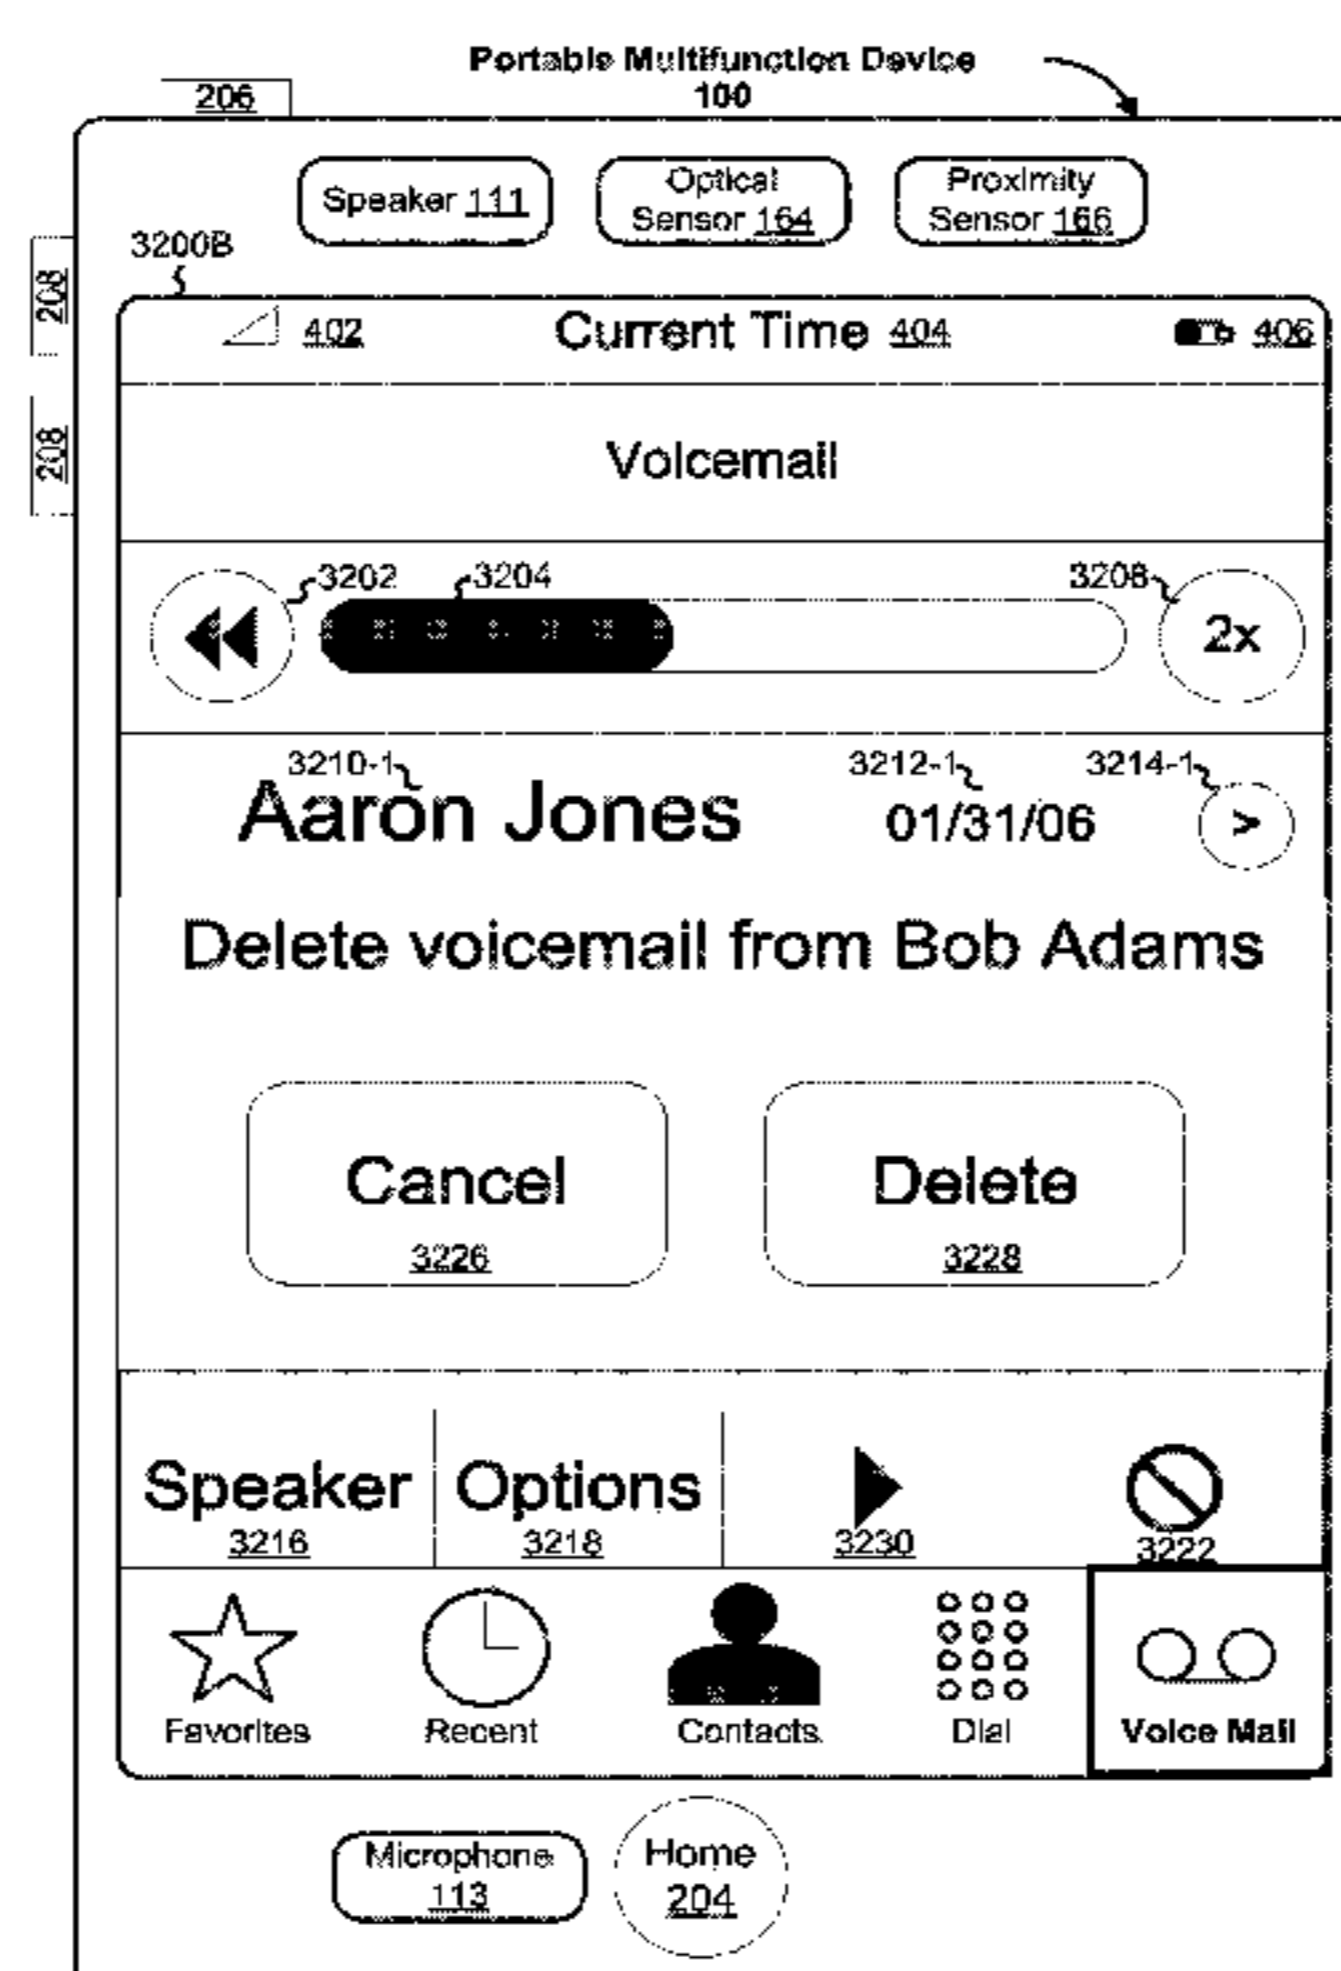 Portable Multifunction Device
100
206
Speaker 111
Optical
Sensor 164
Proximity
Sensor 166
3200B
208
402
Current Time 404
406
208
Voicemail
3202
3204
3208
2x
3210-1
3212-1
3214-1
Aaron Jones
01/31/06
>
Delete voicemail from Bob Adams
Cancel
3226
Delete
3228
Speaker
3216
Options
3218
3230
3222
Favorites
Recent
Contacts
Dial
Voice Mail
Microphone
113
Home
204